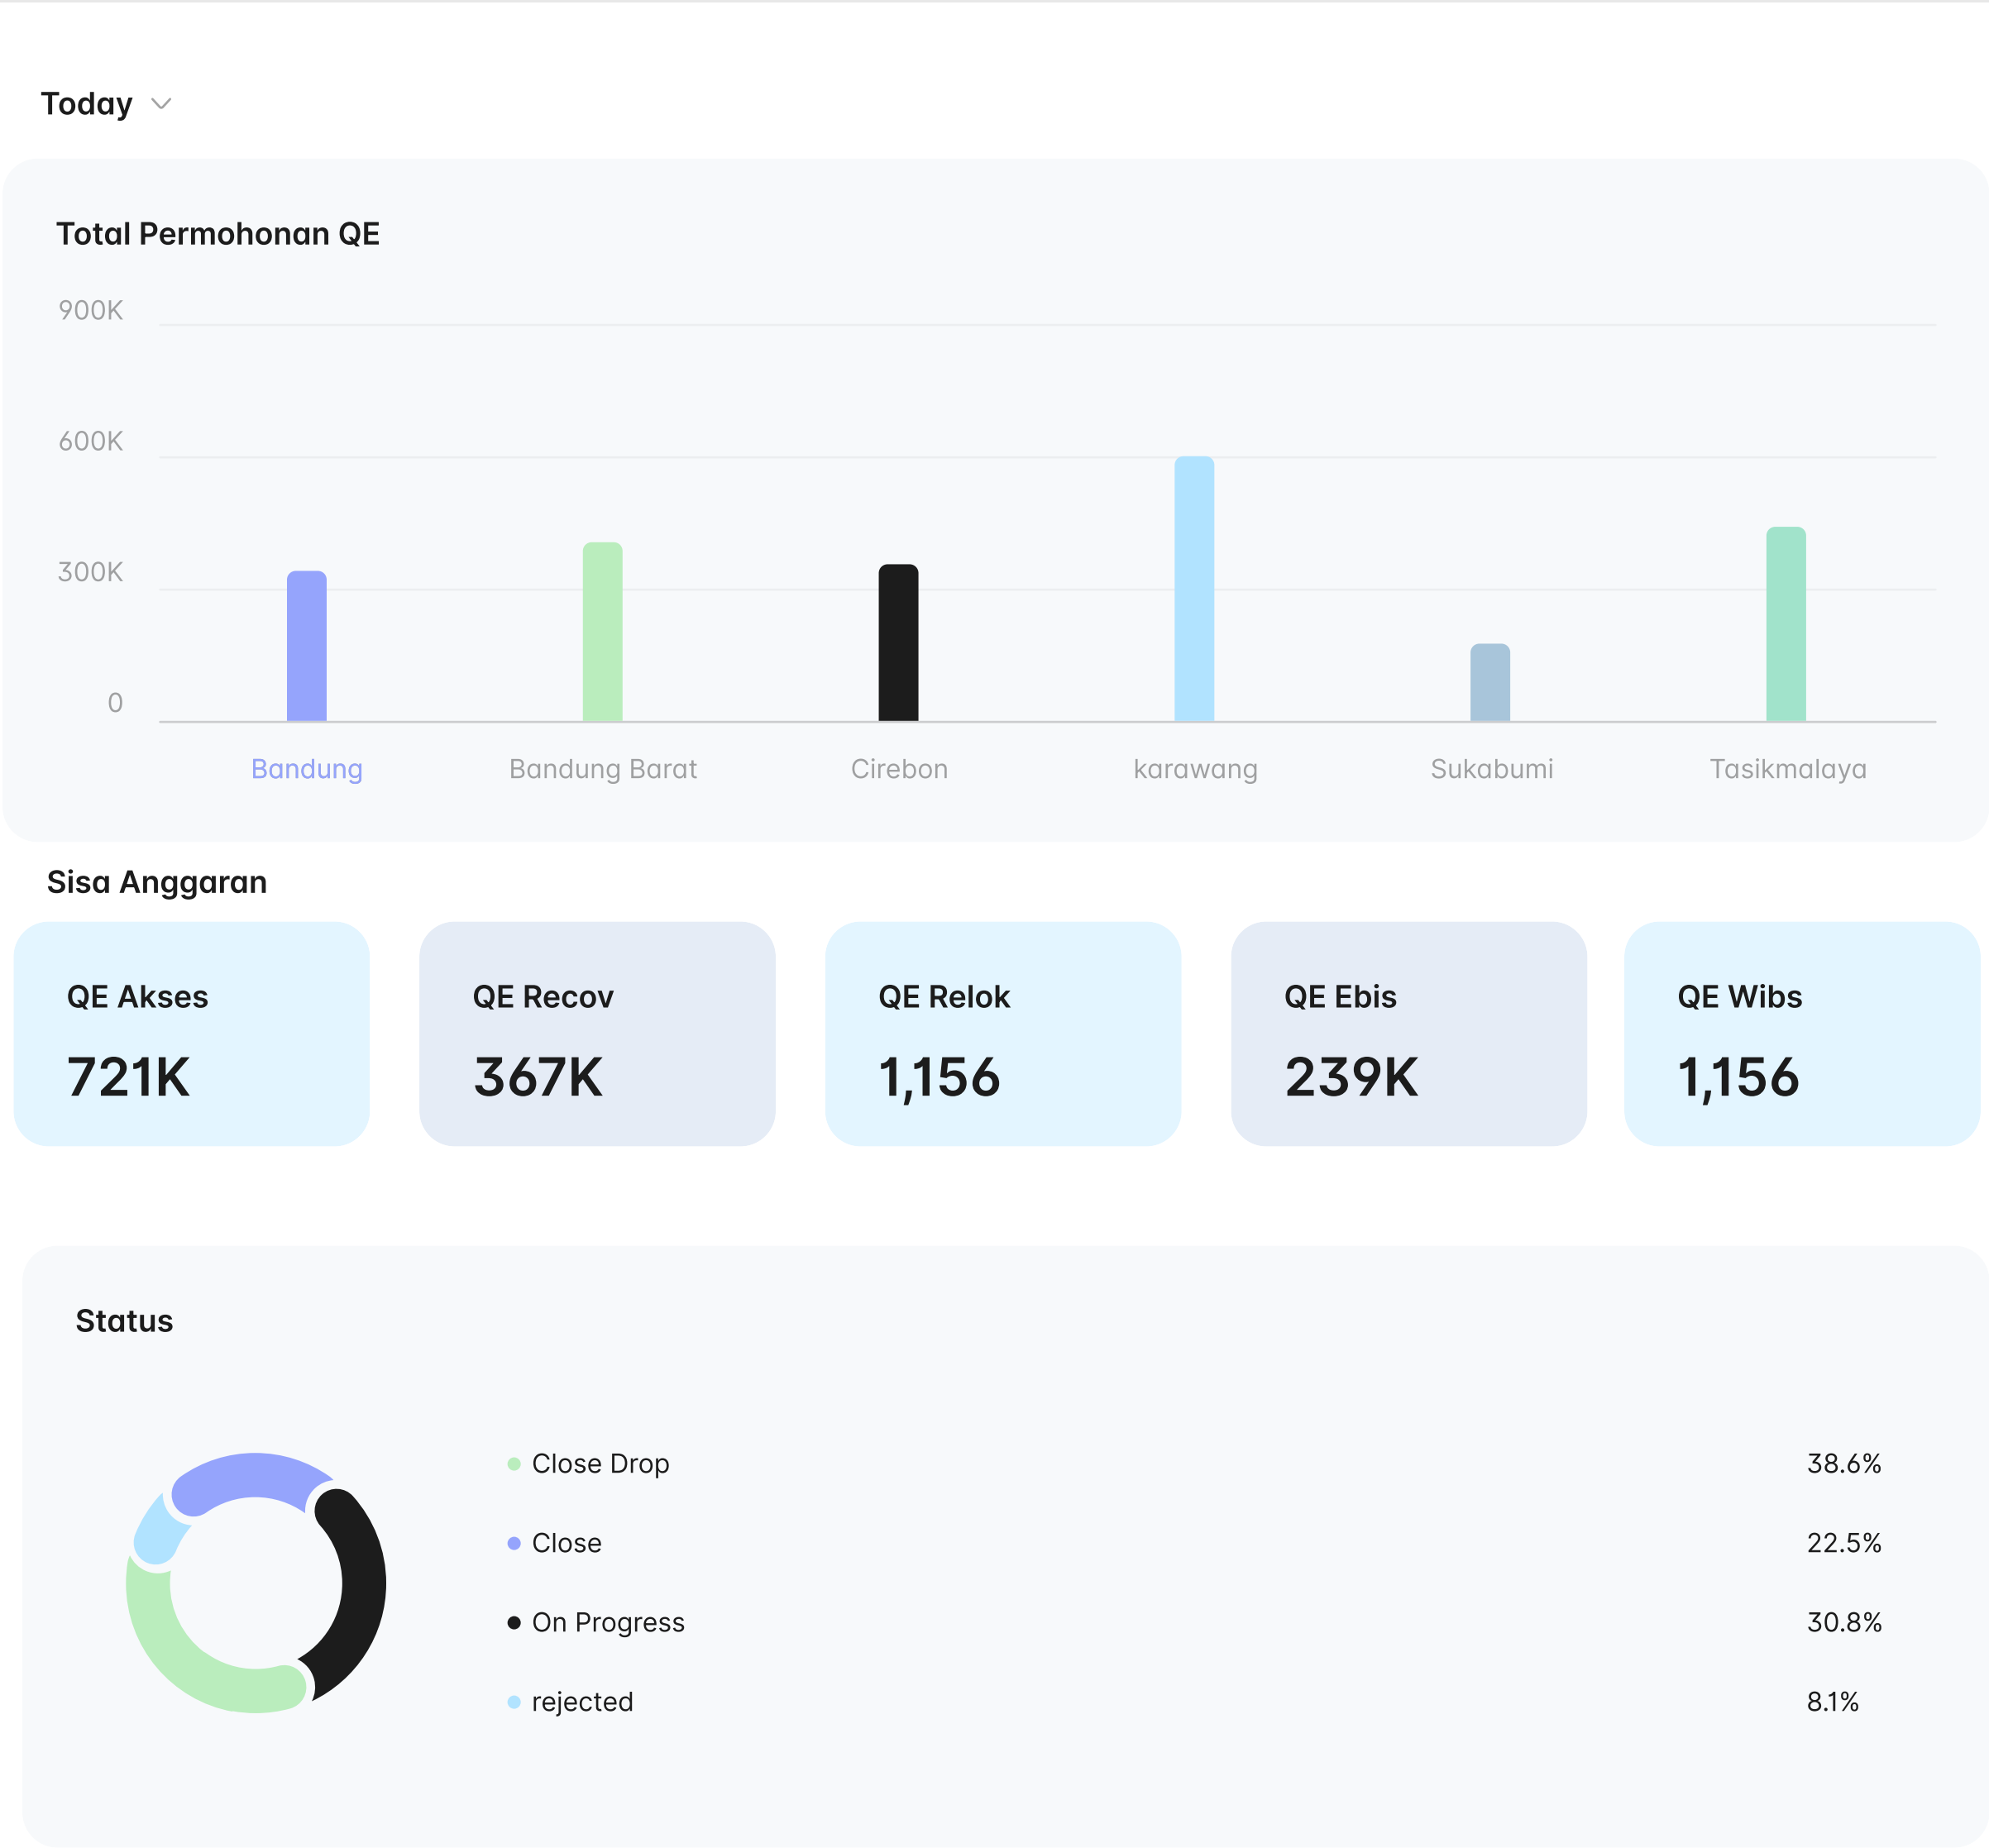 Today
Total Permohonan QE
900K
600K
300K
0
Bandung
Bandung Barat
Cirebon
karawang
Sukabumi
Tasikmalaya
Sisa Anggaran
QE Akses
721K
QE Recov
367K
QE Relok
1,156
QE Ebis
239K
QE Wibs
1,156
Status
Close Drop 38.6%
Close 22.5%
On Progress 30.8%
rejected 8.1%